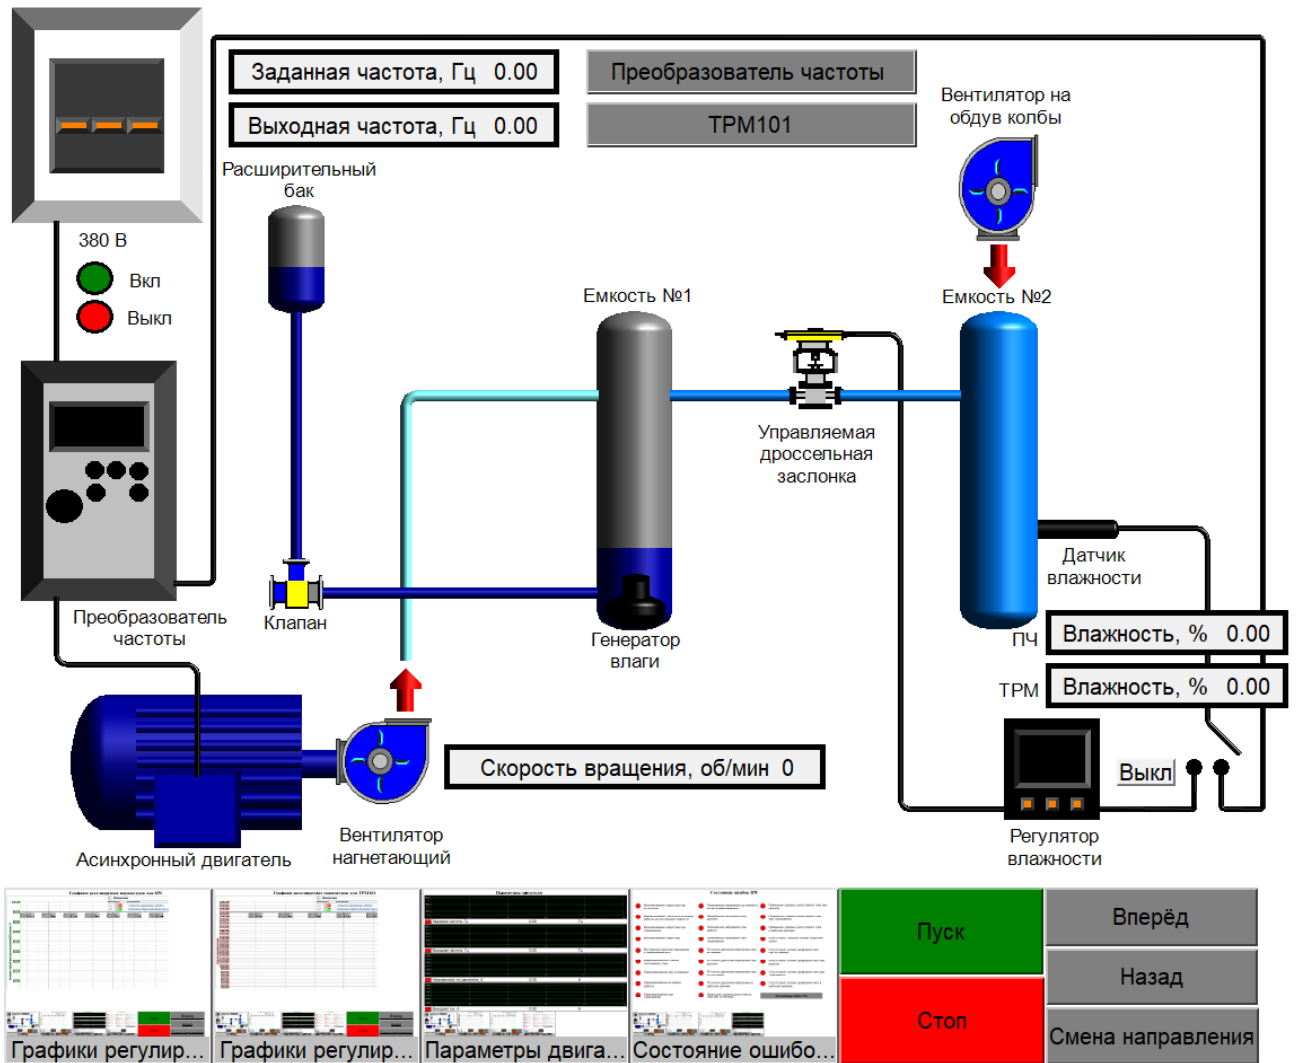 Заданная частота, Гц 0.00
Преобразователь частоты
Выходная частота, Гц 0.00
ТРМ101
Вентилятор на
обдув колбы
Расширительный
бак
380 В
Вкл
Выкл
Емкость №1
Емкость №2
Управляемая
дроссельная
заслонка
Датчик
влажности
Преобразователь
частоты
Клапан
Генератор
влаги
ПЧ
Влажность, % 0.00
ТРМ
Влажность, % 0.00
Скорость вращения, об/мин 0
Выкл
Вентилятор
нагнетающий
Асинхронный двигатель
Регулятор
влажности
Графики регулир...
Графики регулир...
Параметры двига...
Состояние ошибо...
Пуск
Стоп
Вперёд
Назад
Смена направления